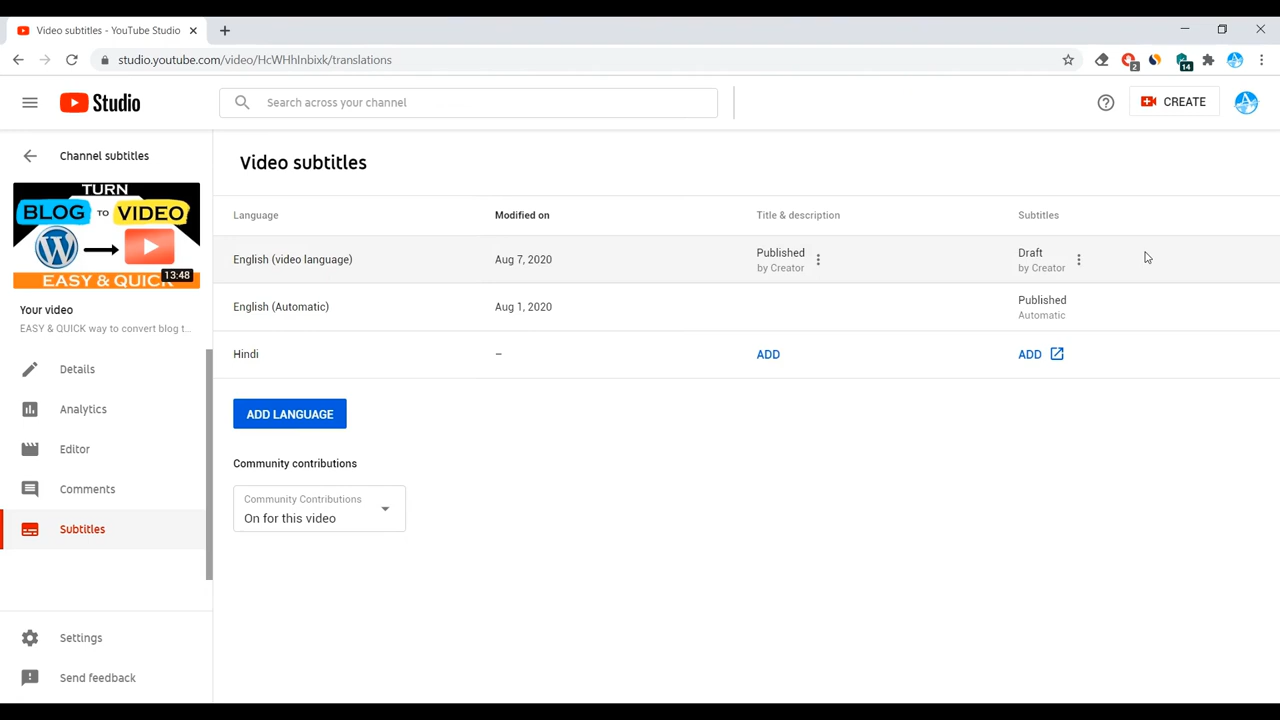 Video subtitles - YouTube Studio
studio.youtube.com/video/HcWHhInbixk/translations
2
14
Studio
Search across your channel
CREATE
Channel subtitles
Video subtitles
TURN
BLOG TO VIDEO
EASY & QUICK
13:48
Language
Modified on
Title & description
Subtitles
English (video language)
Aug 7, 2020
Published
by Creator
Draft
by Creator
English (Automatic)
Aug 1, 2020
Published
Automatic
Your video
EASY & QUICK way to convert blog t...
Hindi
–
ADD
ADD
Details
Analytics
ADD LANGUAGE
Editor
Community contributions
Comments
Community Contributions
On for this video
Subtitles
Settings
Send feedback